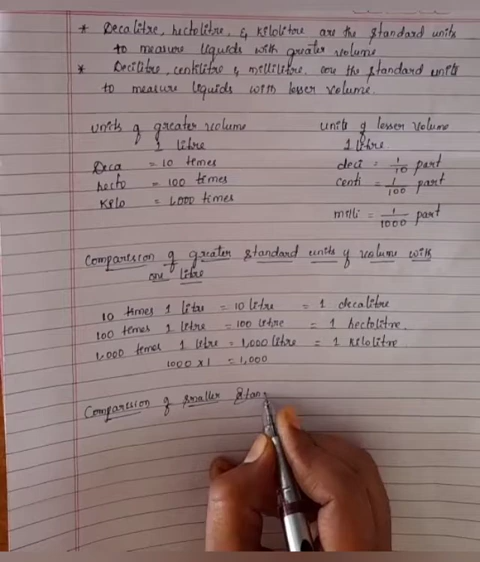 * Decalitre, hectolitre, & Kilolitre are the standard units
to measure liquids with greater volume
* Decilitre, centilitre & millilitre are the standard units
to measure liquids with lesser volume.
units of greater volume
1 litre
Deca = 10 times
hecto = 100 times
Kilo = 1,000 times
units of lesser volume
1 litre.
deci = 1/10 part
centi = 1/100 part
milli = 1/1000 part
Comparision of greater standard units of volume with
one litre
10 times 1 litre = 10 litre = 1 decalitre
100 times 1 litre = 100 litre = 1 hectolitre.
1,000 times 1 litre = 1,000 litre = 1 Kilolitre
1000 x 1 = 1,000
Comparision of smaller Stan